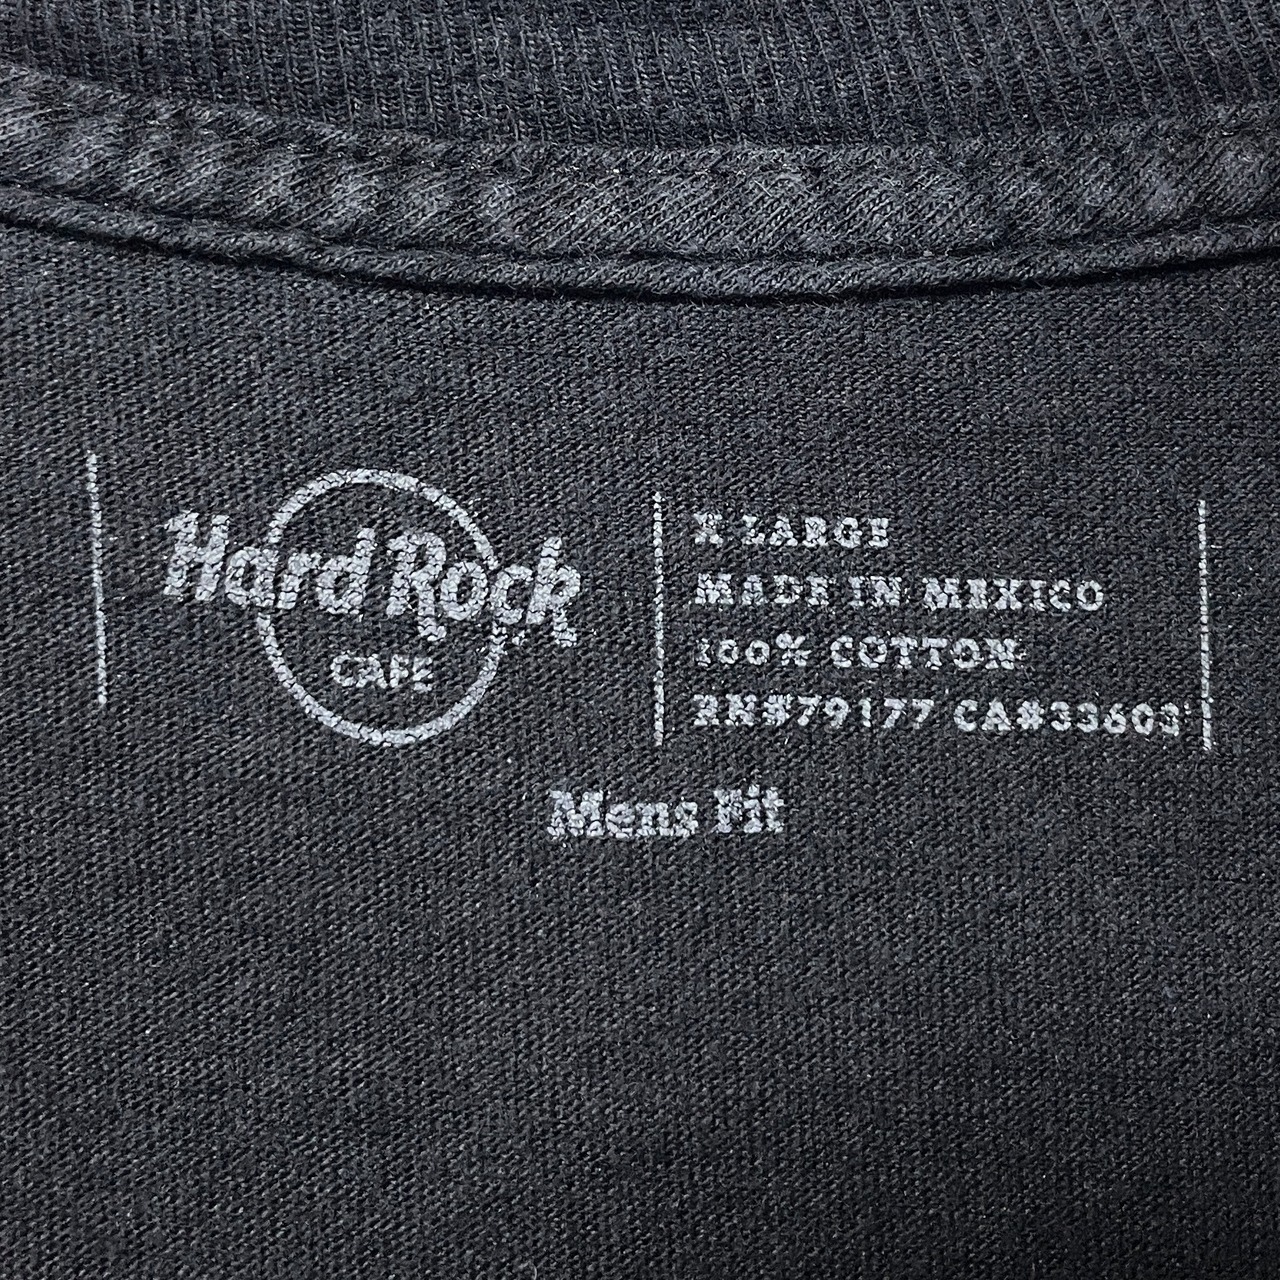 Hard Rock
CAFE
X LARGE
MADE IN MEXICO
100% COTTON
RN#79177 CA#33603
Mens Fit